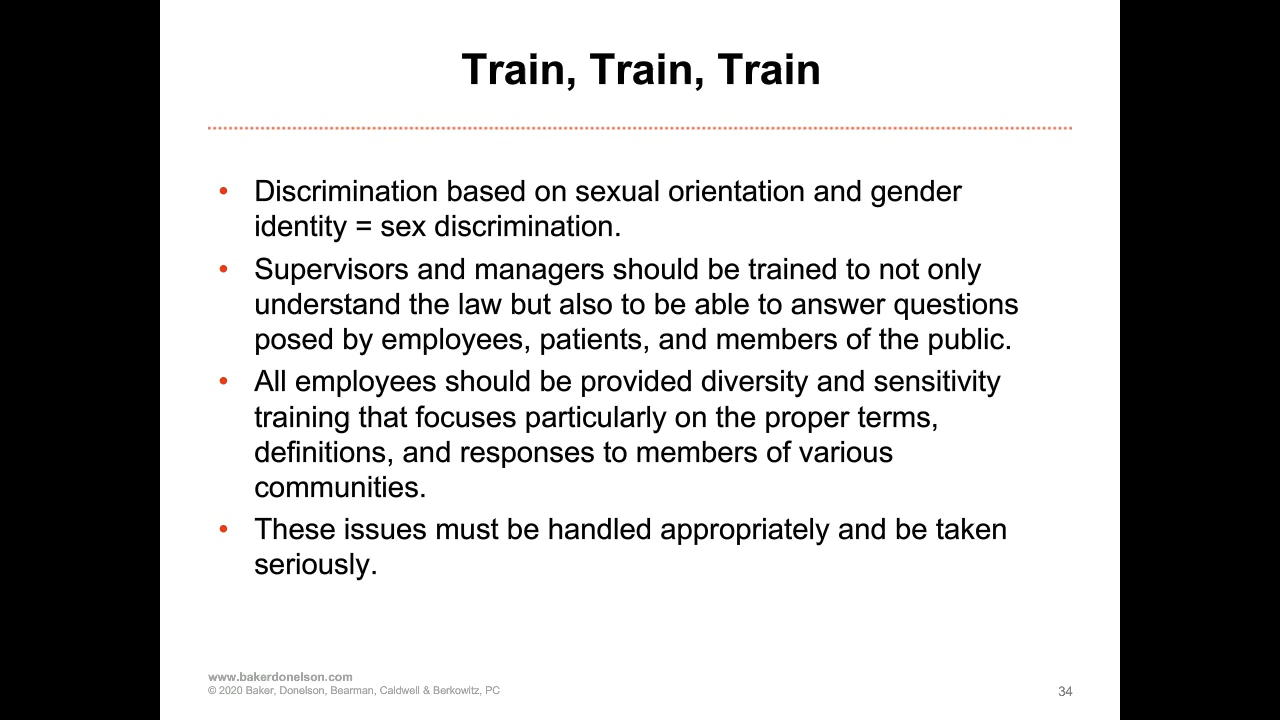 Train, Train, Train
• Discrimination based on sexual orientation and gender
identity = sex discrimination.
• Supervisors and managers should be trained to not only
understand the law but also to be able to answer questions
posed by employees, patients, and members of the public.
• All employees should be provided diversity and sensitivity
training that focuses particularly on the proper terms,
definitions, and responses to members of various
communities.
• These issues must be handled appropriately and be taken
seriously.
www.bakerdonelson.com
© 2020 Baker, Donelson, Bearman, Caldwell & Berkowitz, PC
34